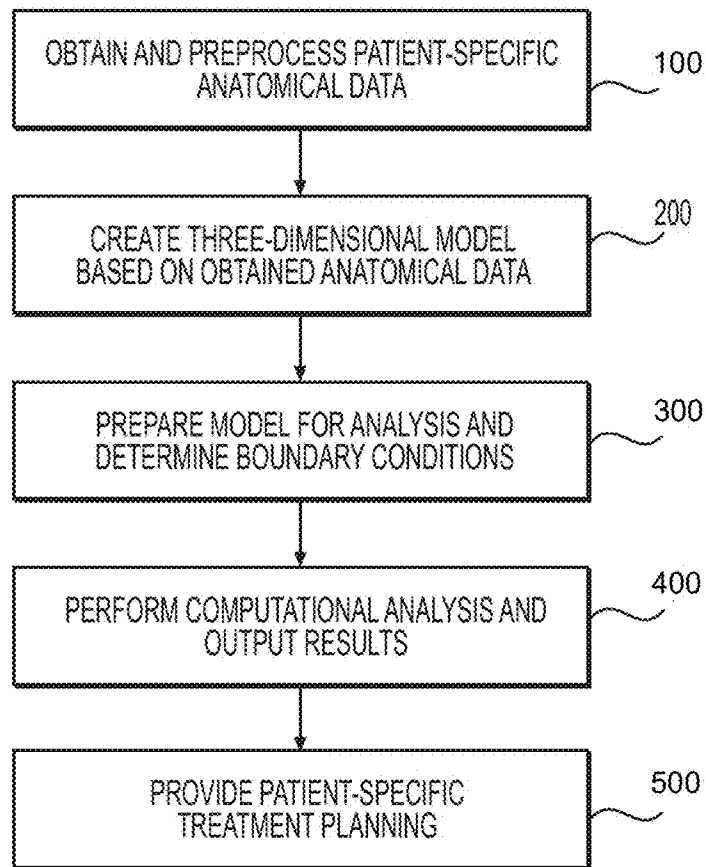 OBTAIN AND PREPROCESS PATIENT-SPECIFIC
ANATOMICAL DATA
100
CREATE THREE-DIMENSIONAL MODEL
BASED ON OBTAINED ANATOMICAL DATA
200
PREPARE MODEL FOR ANALYSIS AND
DETERMINE BOUNDARY CONDITIONS
300
PERFORM COMPUTATIONAL ANALYSIS AND
OUTPUT RESULTS
400
PROVIDE PATIENT-SPECIFIC
TREATMENT PLANNING
500